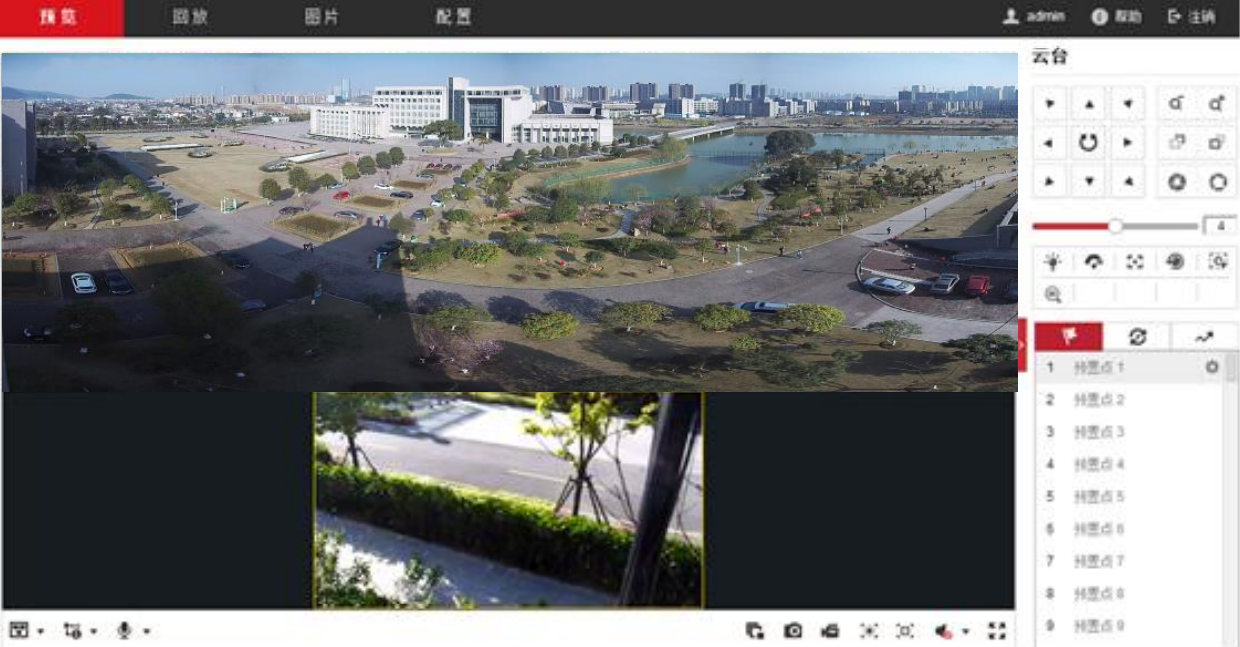 预览 回放 图片 配置 admin 帮助 注销
云台
4
1 预置点 1
2 预置点 2
3 预置点 3
4 预置点 4
5 预置点 5
6 预置点 6
7 预置点 7
8 预置点 8
9 预置点 9